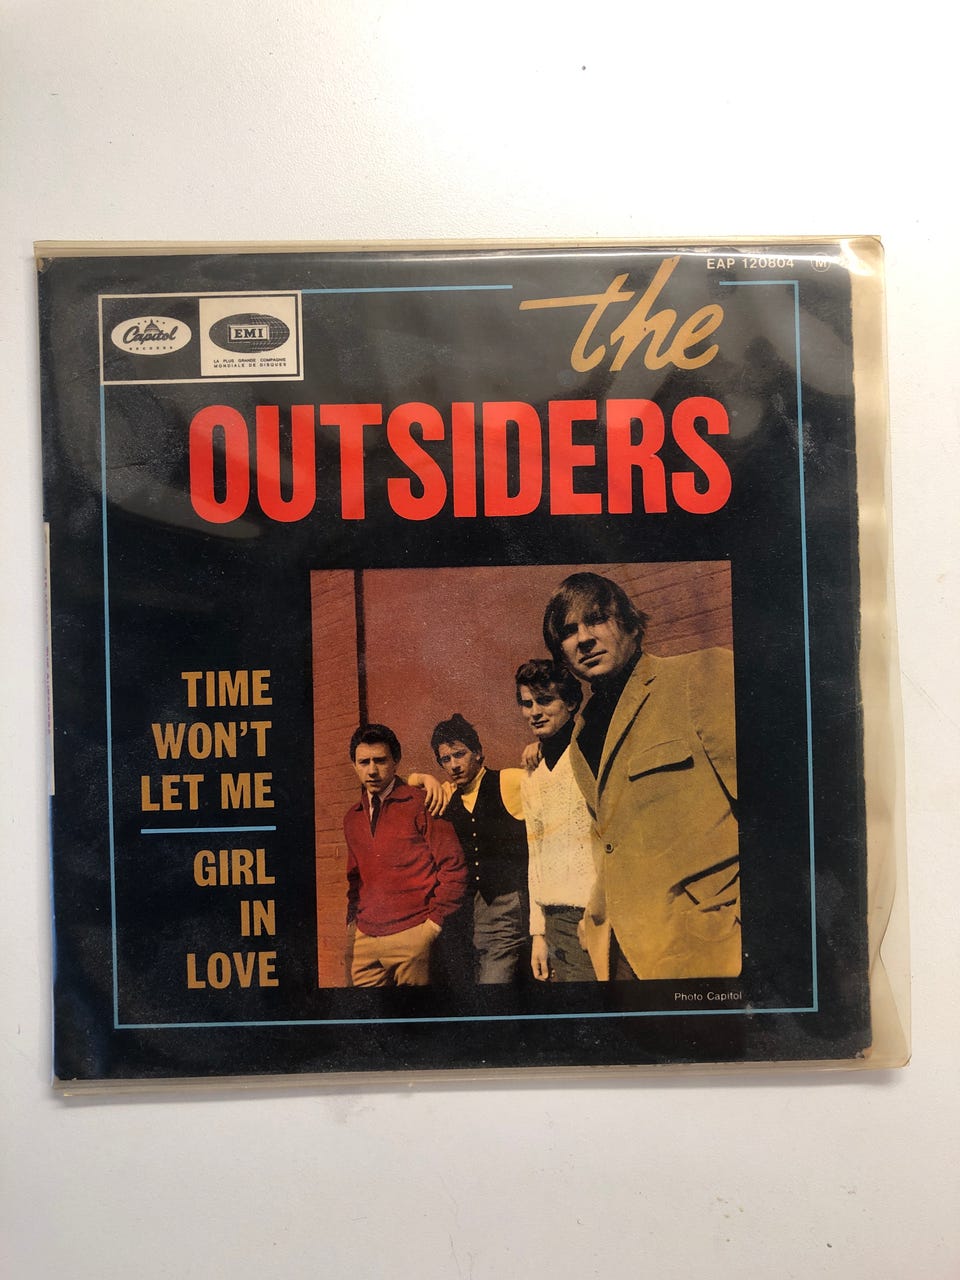 EAP 120804 M
Capitol
RECORDS
EMI
LA PLUS GRANDE COMPAGNIE
MONDIALE DE DISQUES
the
OUTSIDERS
TIME
WON'T
LET ME
GIRL
IN
LOVE
Photo Capitol